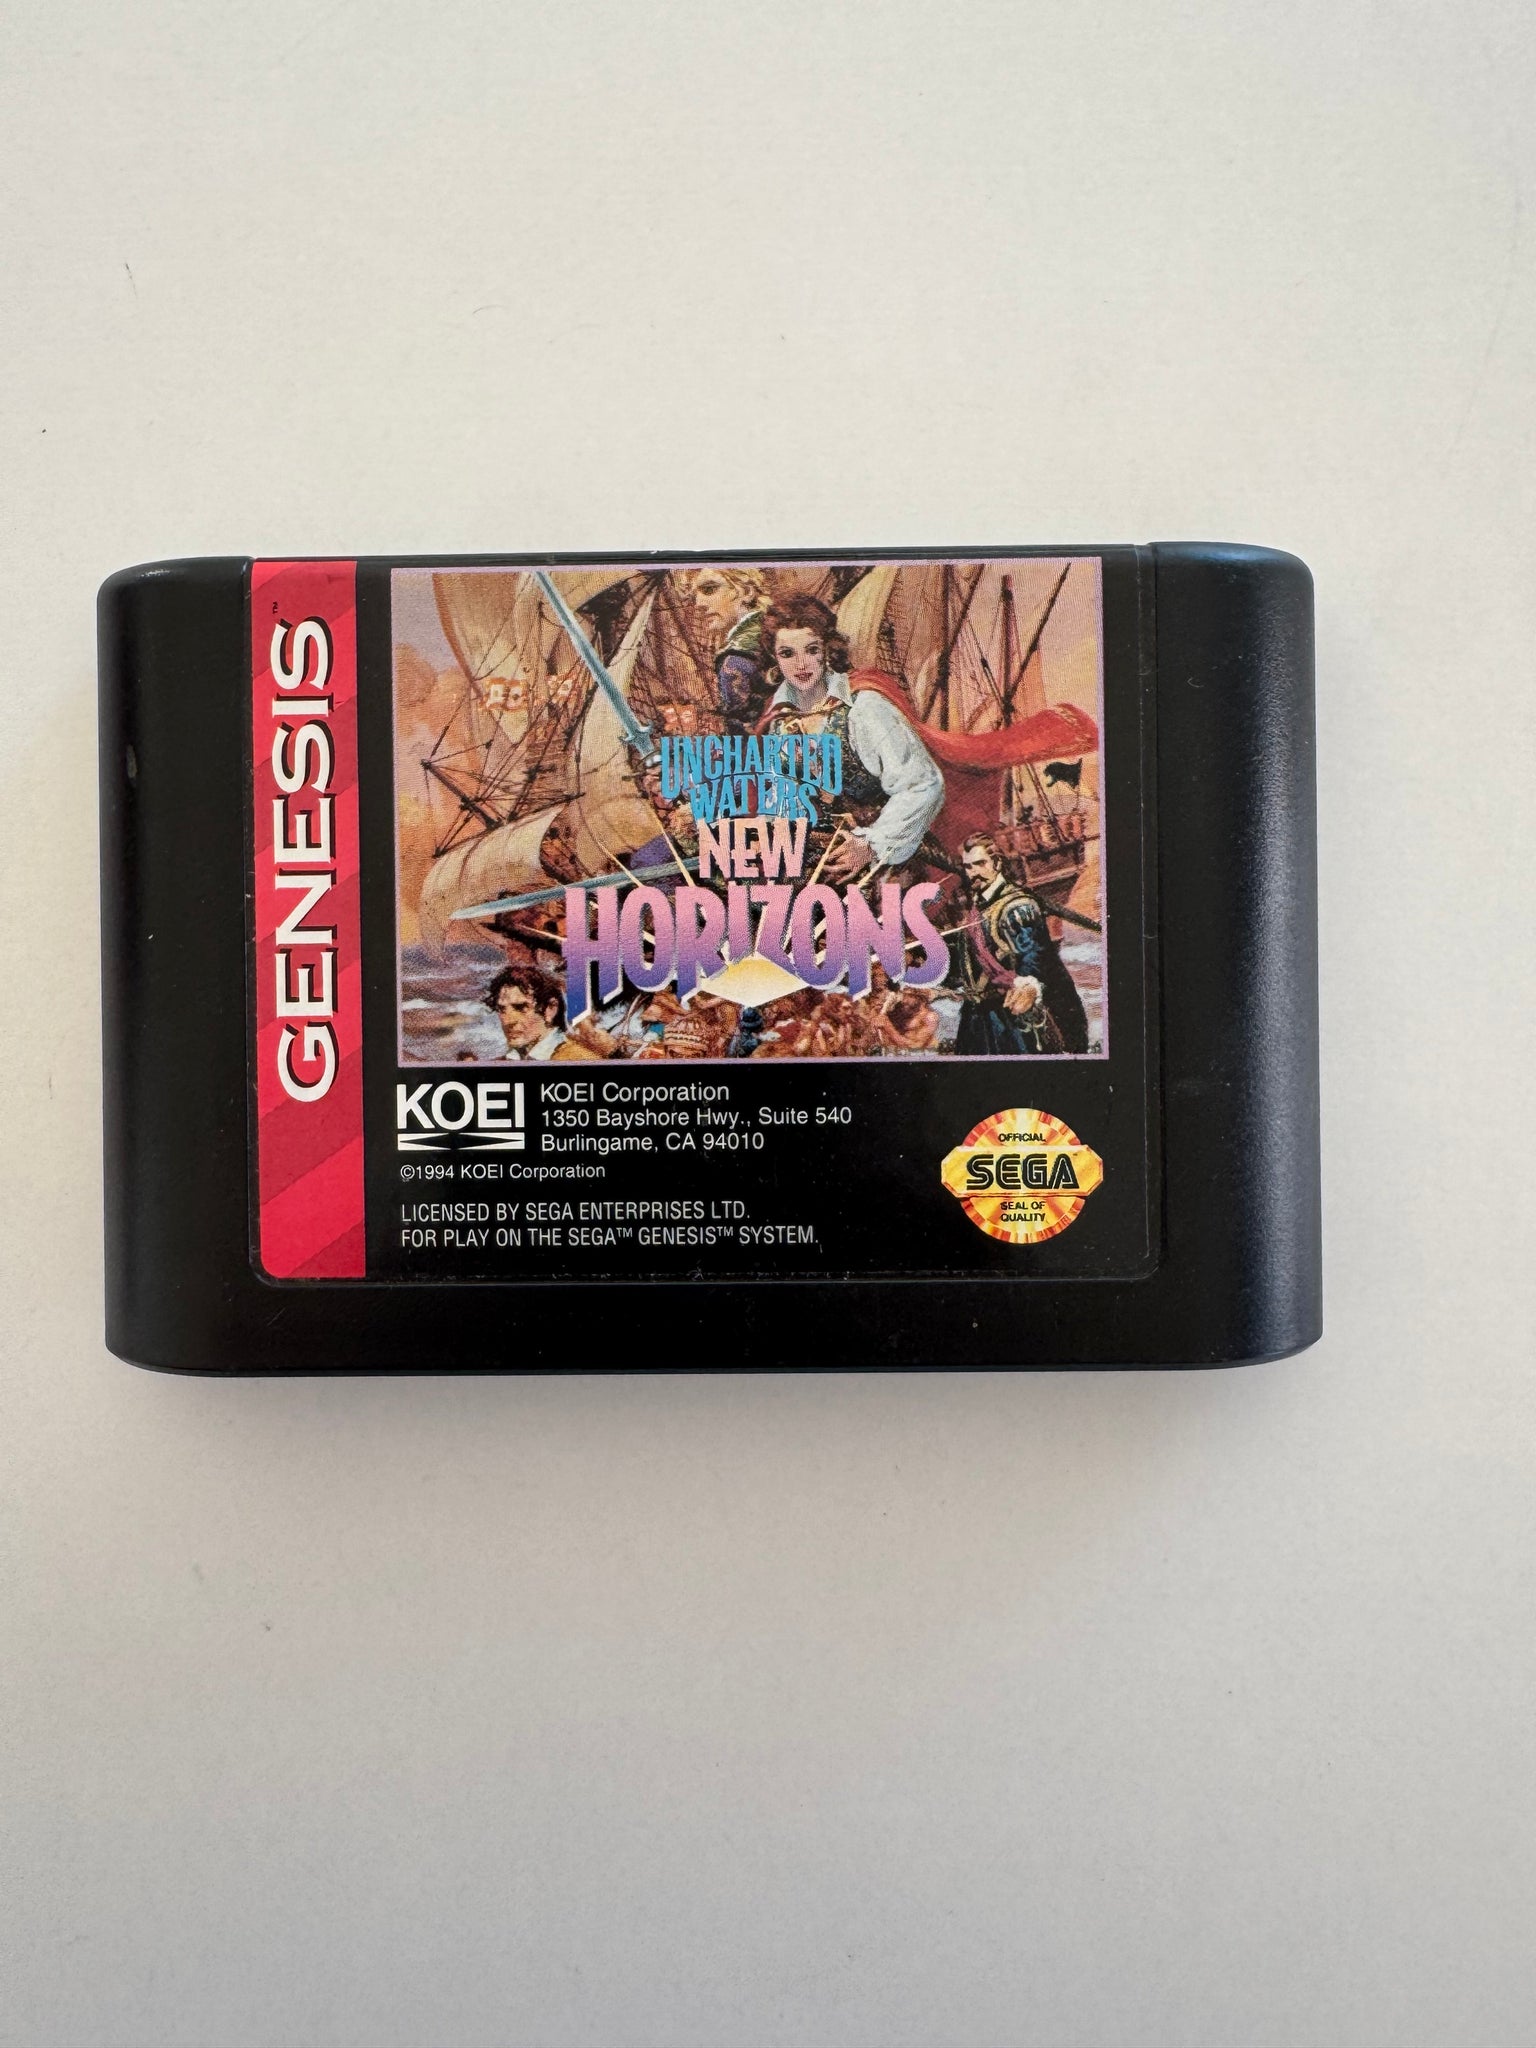 GENESIS™
UNCHARTED
WATERS
NEW
HORIZONS
KOEI
KOEI Corporation
1350 Bayshore Hwy., Suite 540
Burlingame, CA 94010
©1994 KOEI Corporation
LICENSED BY SEGA ENTERPRISES LTD.
FOR PLAY ON THE SEGA™ GENESIS™ SYSTEM.
OFFICIAL
SEGA
SEAL OF
QUALITY